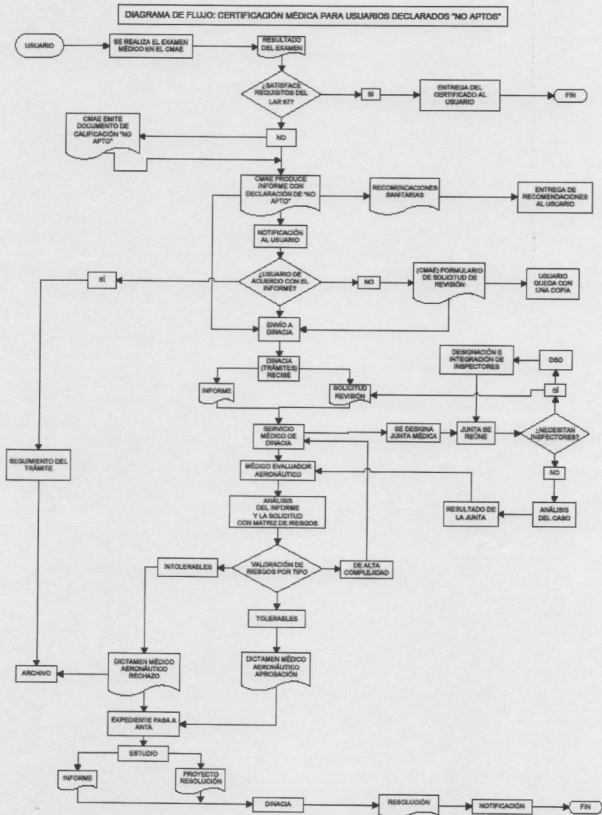 DIAGRAMA DE FLUJO: CERTIFICACIÓN MÉDICA PARA USUARIOS DECLARADOS "NO APTOS"
USUARIO
SE REALIZA EL EXAMEN
MÉDICO EN EL CMAE
RESULTADO
DEL EXAMEN
¿SATISFACE
REQUISITOS DEL
LAR 67?
SÍ
ENTREGA DEL
CERTIFICADO AL
USUARIO
FIN
NO
CMAE EMITE
DOCUMENTO DE
CALIFICACIÓN "NO
APTO"
CMAE PRODUCE
INFORME CON
DECLARACIÓN DE "NO
APTO"
RECOMENDACIONES
SANITARIAS
ENTREGA DE
RECOMENDACIONES
AL USUARIO
NOTIFICACIÓN
AL USUARIO
¿USUARIO DE
ACUERDO CON EL
INFORME?
SÍ
NO
(CMAE) FORMULARIO
DE SOLICITUD DE
REVISIÓN
USUARIO
QUEDA CON
UNA COPIA
ENVÍO A
DINACIA
DINACIA
(TRÁMITES)
RECIBE
INFORME
SOLICITUD
REVISIÓN
DESIGNACIÓN E
INTEGRACIÓN DE
INSPECTORES
DSO
SÍ
SERVICIO
MÉDICO DE
DINACIA
SE DESIGNA
JUNTA MÉDICA
JUNTA SE
REÚNE
¿NECESITAN
INSPECTORES?
NO
SEGUIMIENTO DEL
TRÁMITE
MÉDICO EVALUADOR
AERONÁUTICO
ANÁLISIS
DEL INFORME
Y LA SOLICITUD
CON MATRIZ DE RIESGOS
RESULTADO DE
LA JUNTA
ANÁLISIS
DEL CASO
INTOLERABLES
VALORACIÓN DE
RIESGOS POR TIPO
DE ALTA
COMPLEJIDAD
TOLERABLES
ARCHIVO
DICTAMEN MÉDICO
AERONÁUTICO
RECHAZO
DICTAMEN MÉDICO
AERONÁUTICO
APROBACIÓN
EXPEDIENTE PASA A
ANTA
ESTUDIO
INFORME
PROYECTO
RESOLUCIÓN
DINACIA
RESOLUCIÓN
NOTIFICACIÓN
FIN